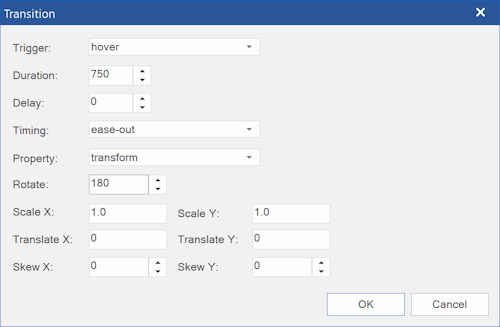 Transition
Trigger: hover
Duration: 750
Delay: 0
Timing: ease-out
Property: transform
Rotate: 180
Scale X: 1.0 Scale Y: 1.0
Translate X: 0 Translate Y: 0
Skew X: 0 Skew Y: 0
OK Cancel